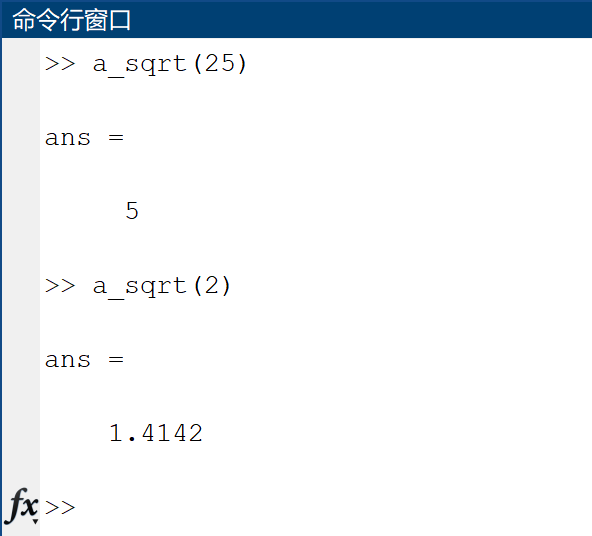 命令行窗口
>> a_sqrt(25)
ans =
5
>> a_sqrt(2)
ans =
1.4142
fx >>